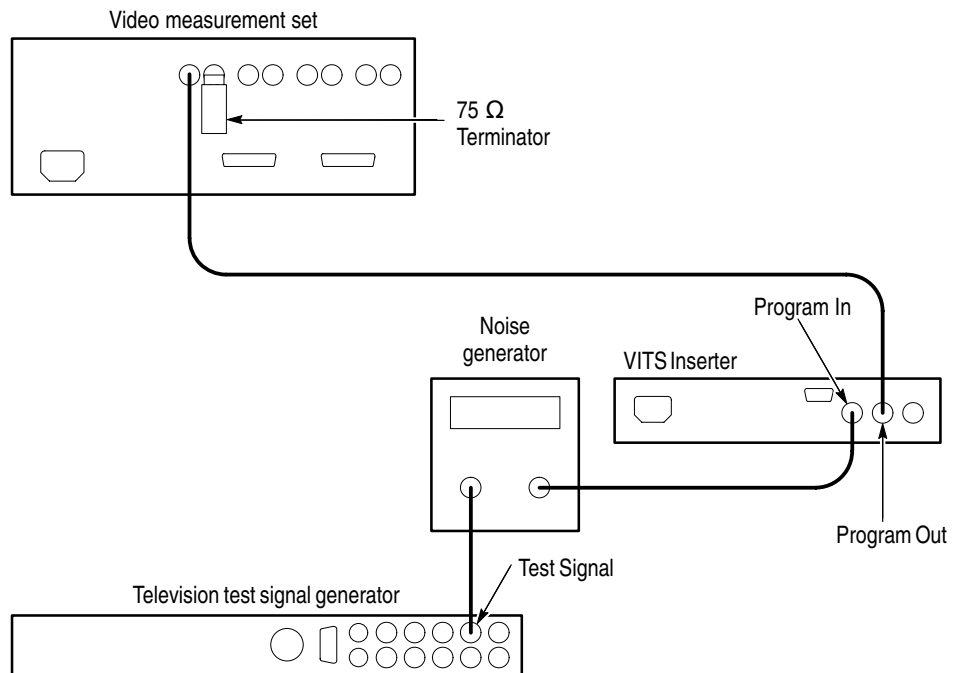 Video measurement set
75 Ω
Terminator
Program In
Noise
generator
VITS Inserter
Program Out
Test Signal
Television test signal generator